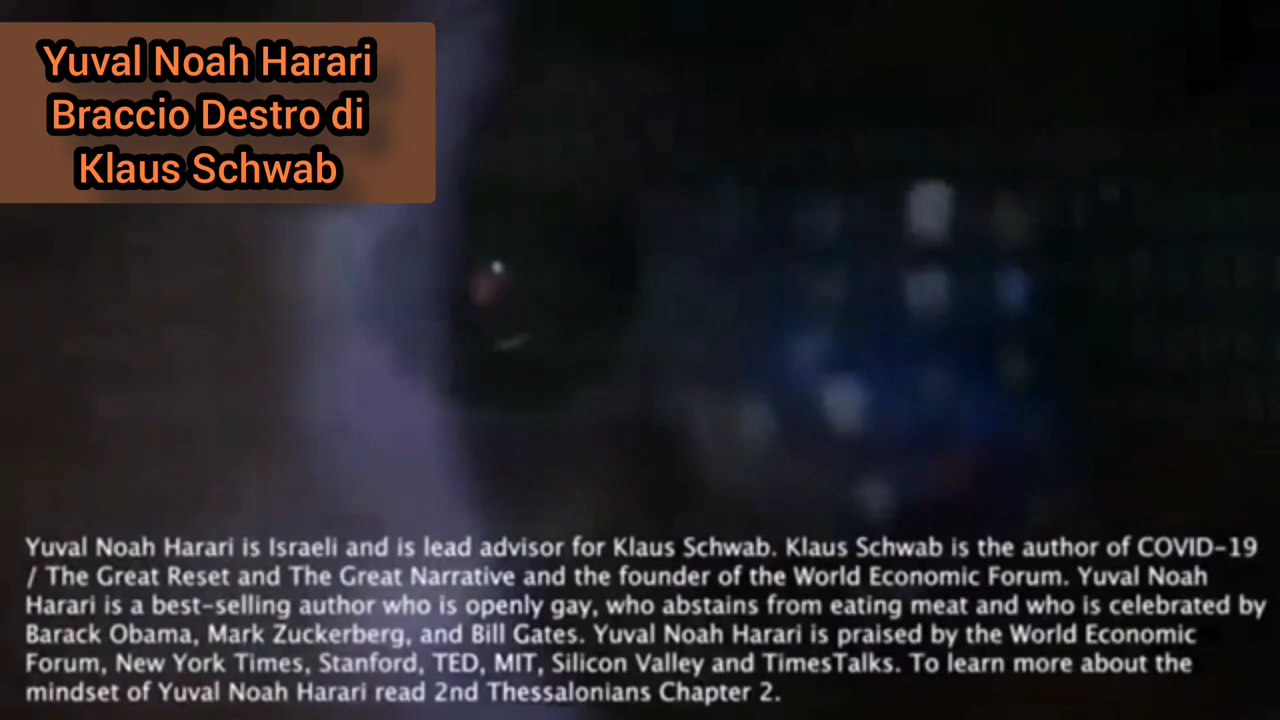 Yuval Noah Harari
Braccio Destro di
Klaus Schwab
Yuval Noah Harari is Israeli and is lead advisor for Klaus Schwab. Klaus Schwab is the author of COVID-19
/ The Great Reset and The Great Narrative and the founder of the World Economic Forum. Yuval Noah
Harari is a best-selling author who is openly gay, who abstains from eating meat and who is celebrated by
Barack Obama, Mark Zuckerberg, and Bill Gates. Yuval Noah Harari is praised by the World Economic
Forum, New York Times, Stanford, TED, MIT, Silicon Valley and TimesTalks. To learn more about the
mindset of Yuval Noah Harari read 2nd Thessalonians Chapter 2.